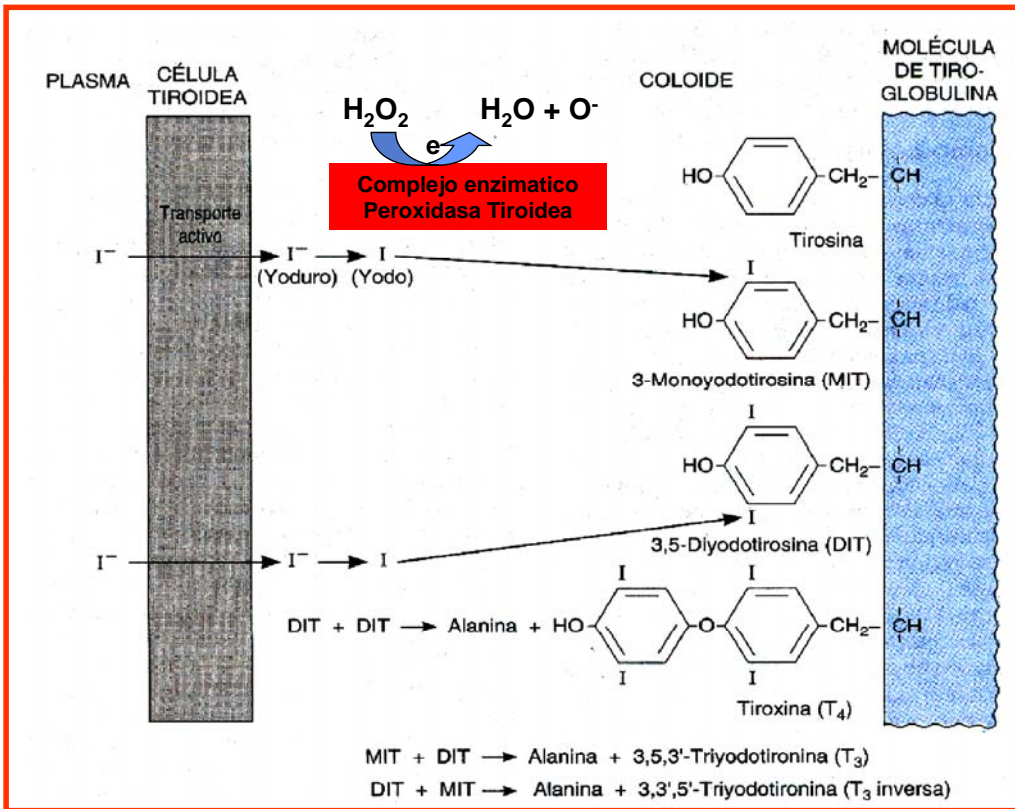 PLASMA
CÉLULA
TIROIDEA
COLOIDE
MOLÉCULA
DE TIRO-
GLOBULINA
H₂O₂ H₂O + O⁻
e⁻
Complejo enzimatico
Peroxidasa Tiroidea
HO CH₂ CH
Tirosina
Transporte
activo
I⁻ I⁻ I
(Yoduro) (Yodo)
I
HO CH₂ CH
3-Monoyodotirosina (MIT)
I
HO CH₂ CH
I
3,5-Diyodotirosina (DIT)
I⁻ I⁻ I
I I
DIT + DIT → Alanina + HO O CH₂ CH
I I
Tiroxina (T₄)
MIT + DIT → Alanina + 3,5,3'-Triyodotironina (T₃)
DIT + MIT → Alanina + 3,3',5'-Triyodotironina (T₃ inversa)